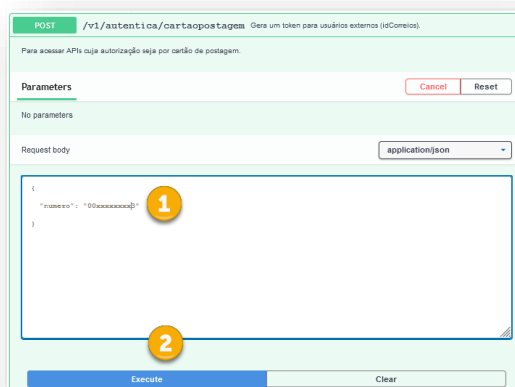 POST /v1/autentica/cartaopostagem Gera um token para usuários externos (idCorreios).
Para acessar APIs cuja autorização seja por cartão de postagem.
Parameters
Cancel Reset
No parameters
Request body
application/json
{
"numero": "00xxxxxxxx3"
}
1
2
Execute Clear